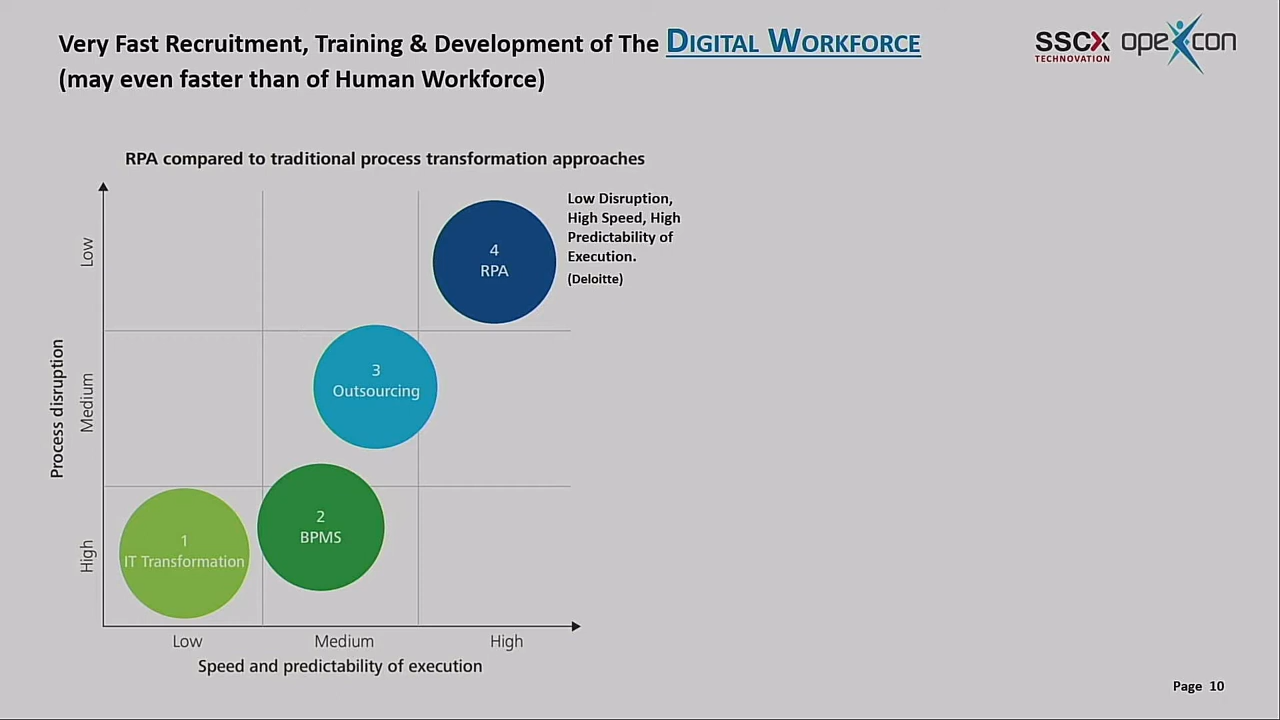 Very Fast Recruitment, Training & Development of The DIGITAL WORKFORCE
(may even faster than of Human Workforce)
SSCX
TECHNOVATION
opexcon
RPA compared to traditional process transformation approaches
Low Disruption,
High Speed, High
Predictability of
Execution.
(Deloitte)
4
RPA
Low
3
Outsourcing
Medium
Process disruption
2
BPMS
1
IT Transformation
High
Low
Medium
High
Speed and predictability of execution
Page 10